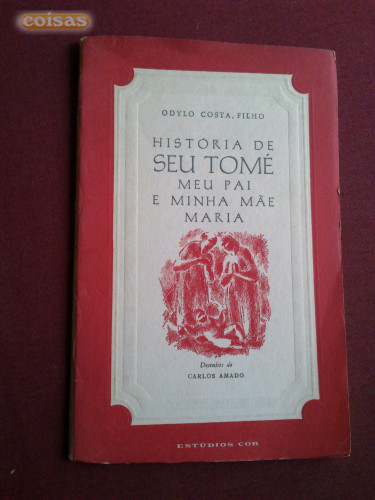 coisas
ODYLO COSTA, FILHO
HISTÓRIA DE
SEU TOMÉ
MEU PAI
E MINHA MÃE
MARIA
Desenhos de
CARLOS AMADO
ESTÚDIOS COR